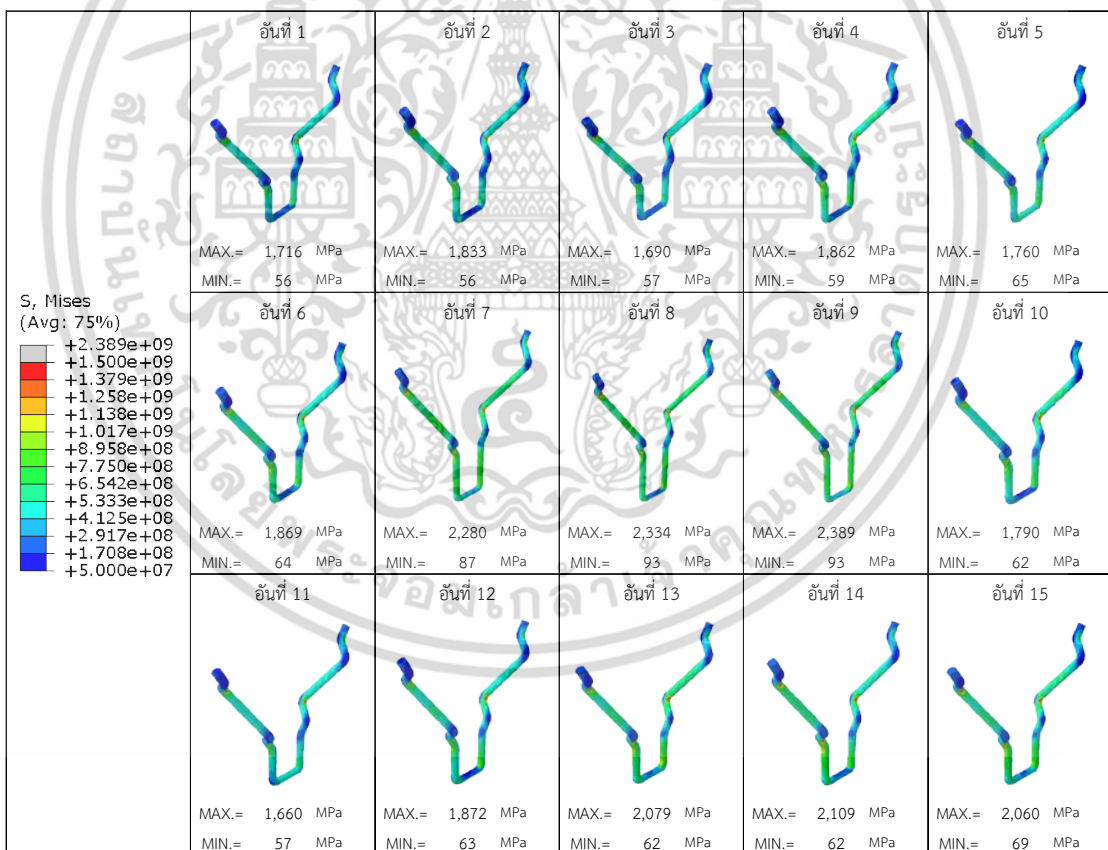 อันที่ 1 อันที่ 2 อันที่ 3 อันที่ 4 อันที่ 5
MAX.= 1,716 MPa MAX.= 1,833 MPa MAX.= 1,690 MPa MAX.= 1,862 MPa MAX.= 1,760 MPa
MIN.= 56 MPa MIN.= 56 MPa MIN.= 57 MPa MIN.= 59 MPa MIN.= 65 MPa
S, Mises
(Avg: 75%)
+2.389e+09
+1.500e+09
+1.379e+09
+1.258e+09
+1.138e+09
+1.017e+09
+8.958e+08
+7.750e+08
+6.542e+08
+5.333e+08
+4.125e+08
+2.917e+08
+1.708e+08
+5.000e+07
อันที่ 6 อันที่ 7 อันที่ 8 อันที่ 9 อันที่ 10
MAX.= 1,869 MPa MAX.= 2,280 MPa MAX.= 2,334 MPa MAX.= 2,389 MPa MAX.= 1,790 MPa
MIN.= 64 MPa MIN.= 87 MPa MIN.= 93 MPa MIN.= 93 MPa MIN.= 62 MPa
อันที่ 11 อันที่ 12 อันที่ 13 อันที่ 14 อันที่ 15
MAX.= 1,660 MPa MAX.= 1,872 MPa MAX.= 2,079 MPa MAX.= 2,109 MPa MAX.= 2,060 MPa
MIN.= 57 MPa MIN.= 63 MPa MIN.= 62 MPa MIN.= 62 MPa MIN.= 69 MPa